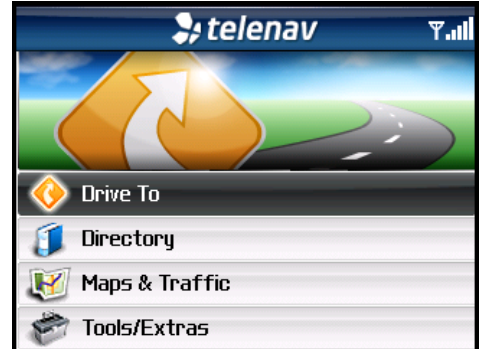 telenav
Drive To
Directory
Maps & Traffic
Tools/Extras